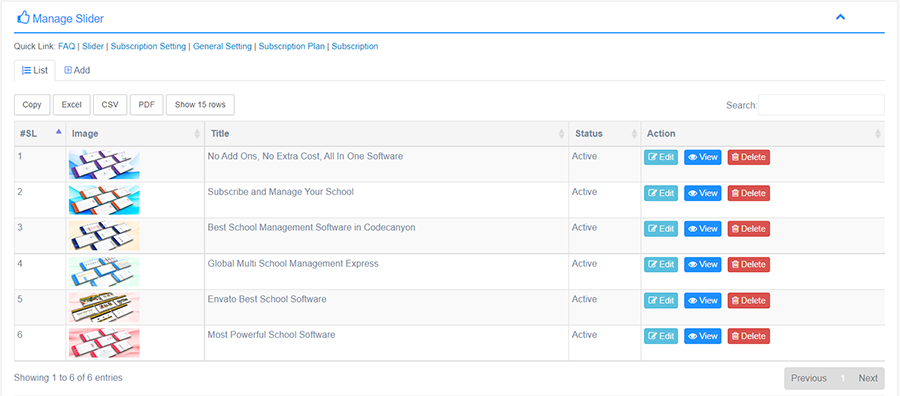 Manage Slider
Quick Link: FAQ | Slider | Subscription Setting | General Setting | Subscription Plan | Subscription
List Add
Copy Excel CSV PDF Show 15 rows Search:
#SL Image Title Status Action
1 No Add Ons, No Extra Cost, All In One Software Active Edit View Delete
2 Subscribe and Manage Your School Active Edit View Delete
3 Best School Management Software in Codecanyon Active Edit View Delete
4 Global Multi School Management Express Active Edit View Delete
5 Envato Best School Software Active Edit View Delete
6 Most Powerful School Software Active Edit View Delete
Showing 1 to 6 of 6 entries Previous 1 Next